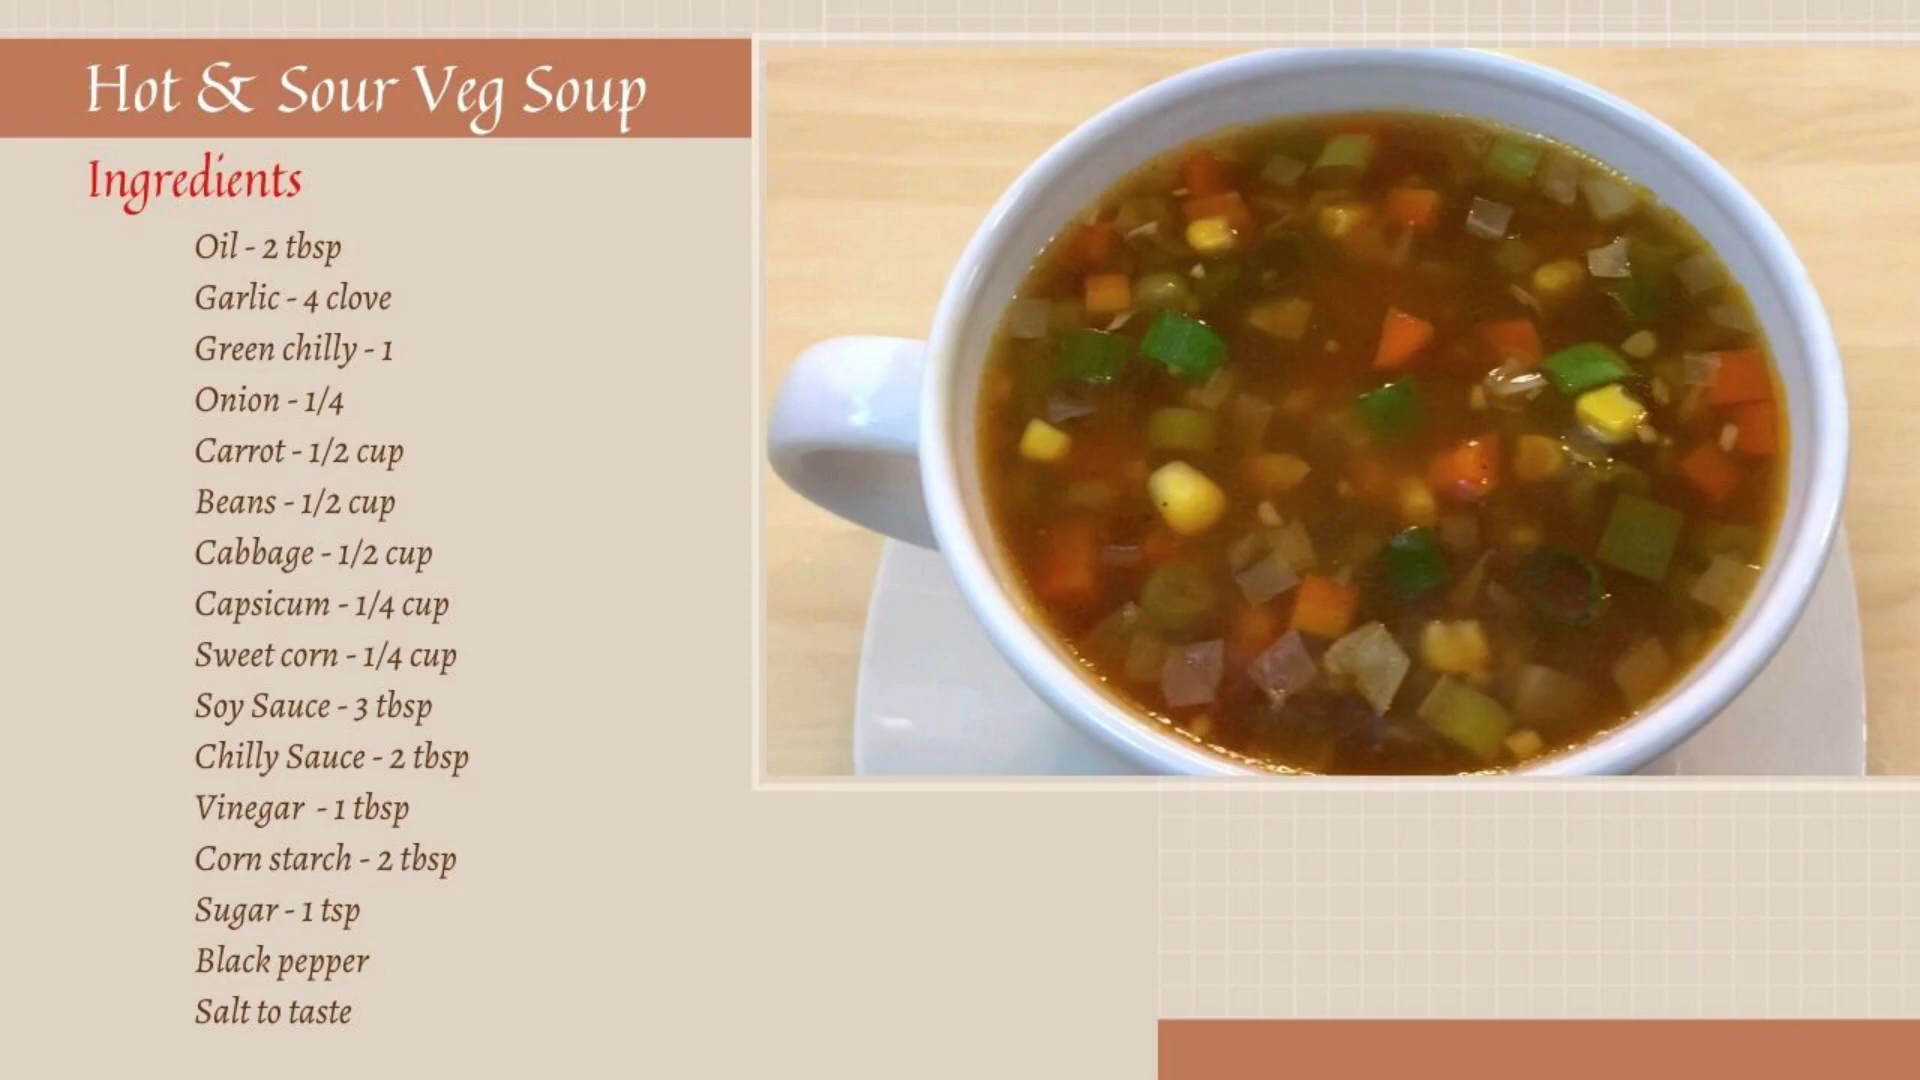 Hot & Sour Veg Soup
Ingredients
Oil - 2 tbsp
Garlic - 4 clove
Green chilly - 1
Onion - 1/4
Carrot - 1/2 cup
Beans - 1/2 cup
Cabbage - 1/2 cup
Capsicum - 1/4 cup
Sweet corn - 1/4 cup
Soy Sauce - 3 tbsp
Chilly Sauce - 2 tbsp
Vinegar - 1 tbsp
Corn starch - 2 tbsp
Sugar - 1 tsp
Black pepper
Salt to taste